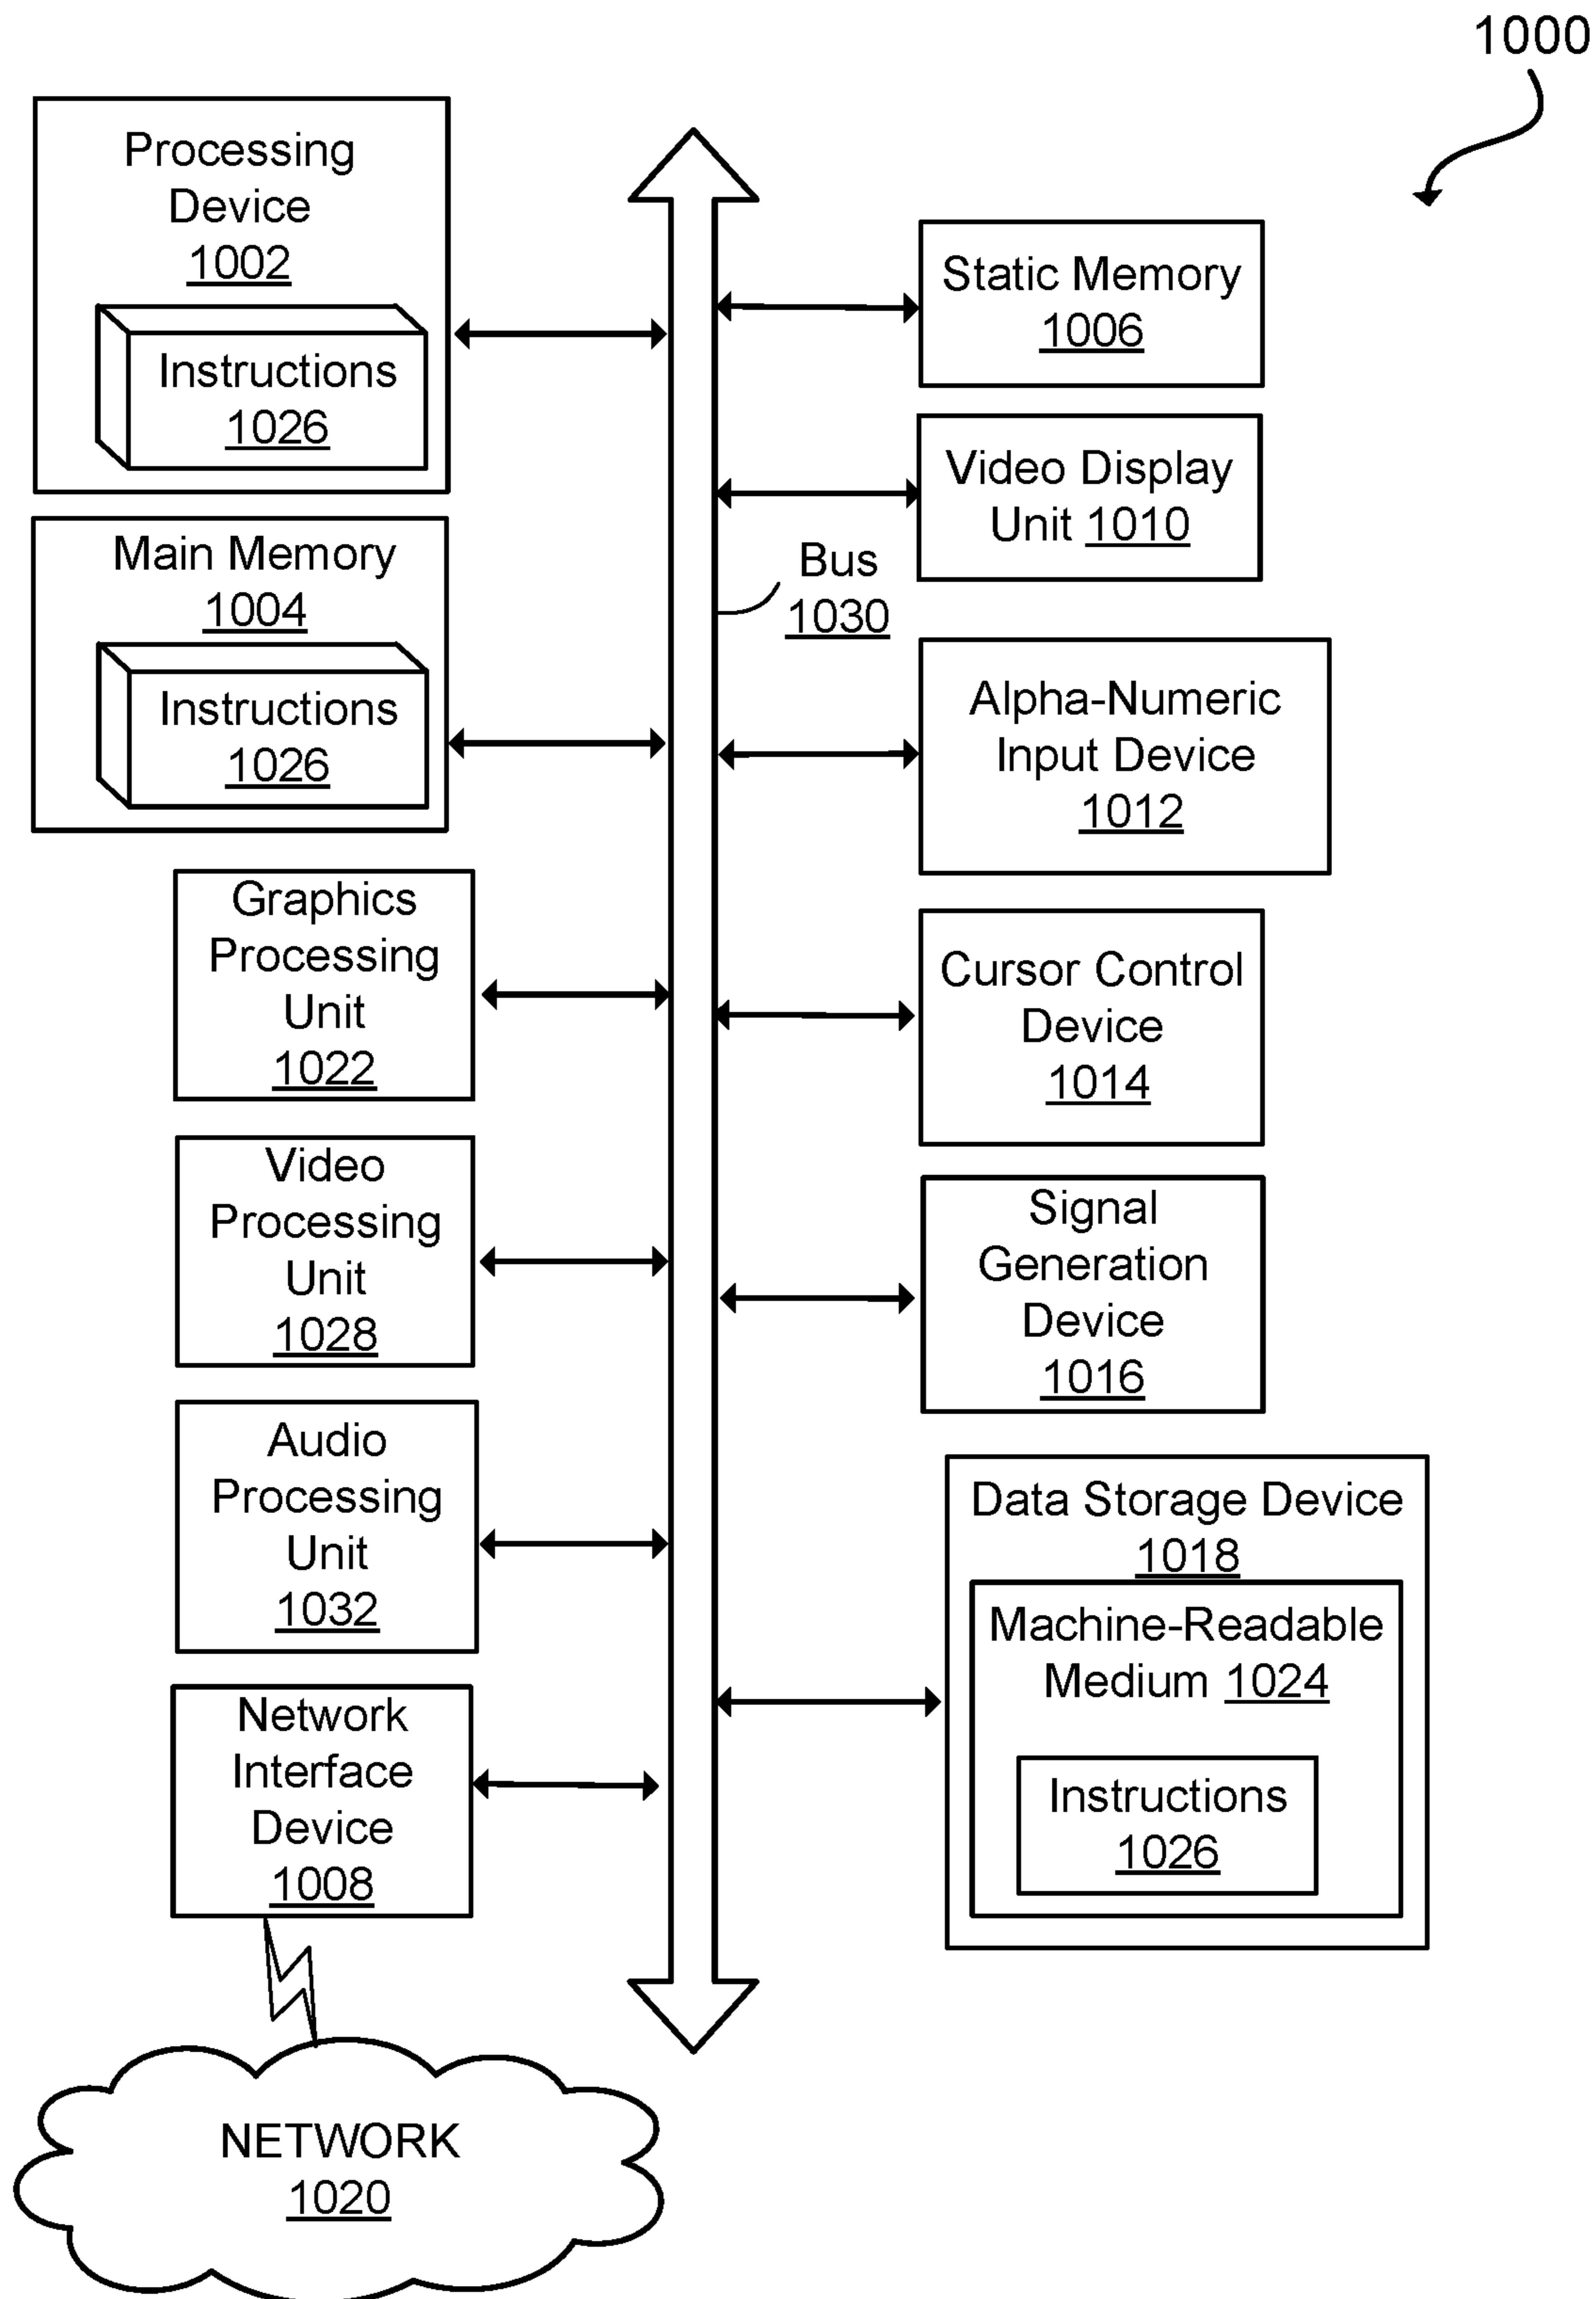 1000
Processing
Device
1002
Instructions
1026
Main Memory
1004
Instructions
1026
Graphics
Processing
Unit
1022
Video
Processing
Unit
1028
Audio
Processing
Unit
1032
Network
Interface
Device
1008
NETWORK
1020
Bus
1030
Static Memory
1006
Video Display
Unit 1010
Alpha-Numeric
Input Device
1012
Cursor Control
Device
1014
Signal
Generation
Device
1016
Data Storage Device
1018
Machine-Readable
Medium 1024
Instructions
1026